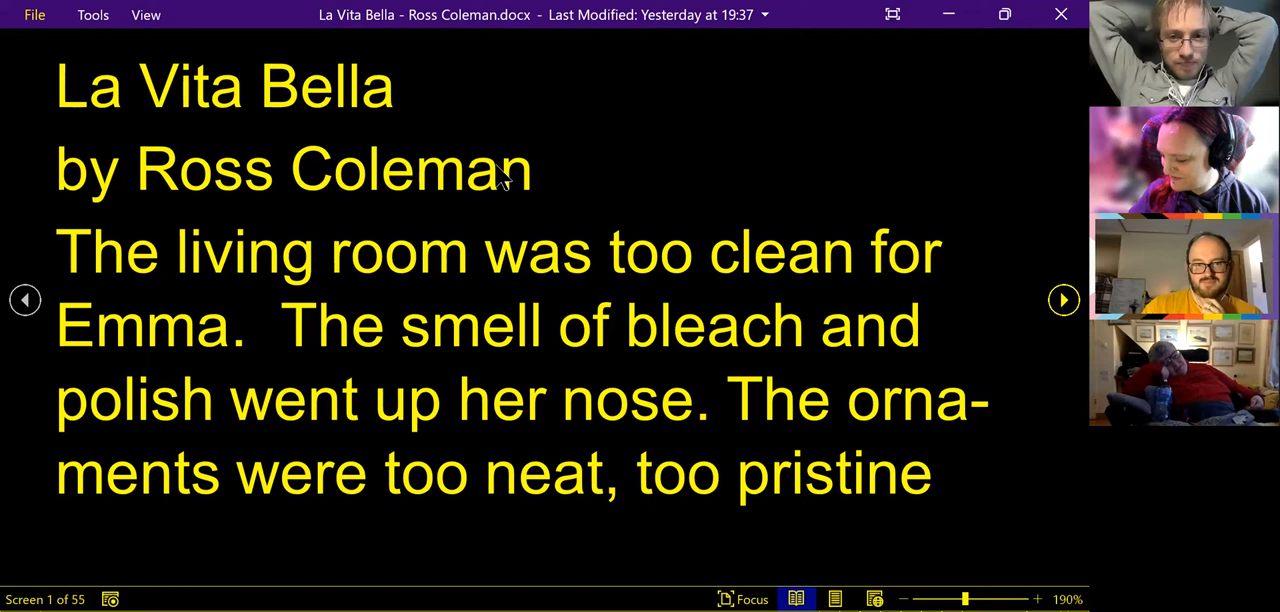 File Tools View La Vita Bella - Ross Coleman.docx - Last Modified: Yesterday at 19:37
La Vita Bella
by Ross Coleman
The living room was too clean for
Emma.  The smell of bleach and
polish went up her nose. The orna-
ments were too neat, too pristine
Screen 1 of 55 Focus 190%